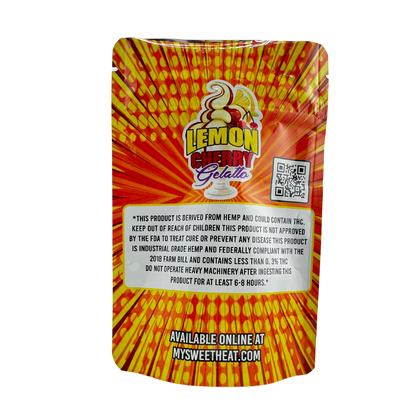 LEMON
CHERRY
Gelatto
*THIS PRODUCT IS DERIVED FROM HEMP AND COULD CONTAIN THC.
KEEP OUT OF REACH OF CHILDREN THIS PRODUCT IS NOT APPROVED
BY THE FDA TO TREAT CURE OR PREVENT ANY DISEASE THIS PRODUCT
IS INDUSTRIAL GRADE HEMP AND FEDERALLY COMPLIANT WITH THE
2018 FARM BILL AND CONTAINS LESS THAN 0. 3% THC
DO NOT OPERATE HEAVY MACHINERY AFTER INGESTING THIS
PRODUCT FOR AT LEAST 6-8 HOURS.*
AVAILABLE ONLINE AT
MYSWEETHEAT.COM